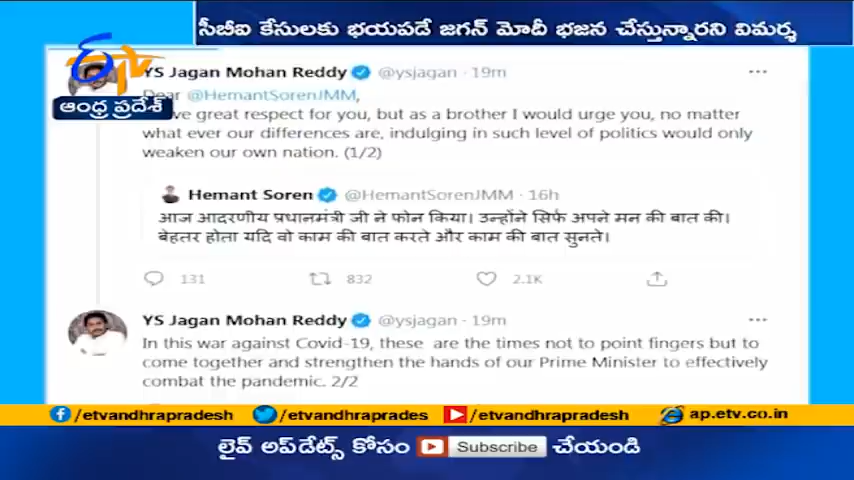 సీబీఐ కేసులకు భయపడే జగన్ మోదీ భజన చేస్తున్నారని విమర్శ
ఆంధ్ర ప్రదేశ్
YS Jagan Mohan Reddy @ysjagan · 19m
Dear @HemantSorenJMM,
great respect for you, but as a brother I would urge you, no matter
what ever our differences are, indulging in such level of politics would only
weaken our own nation. (1/2)
Hemant Soren @HemantSorenJMM · 16h
आज आदरणीय प्रधानमंत्री जी ने फोन किया। उन्होंने सिर्फ अपने मन की बात की।
बेहतर होता यदि वो काम की बात करते और काम की बात सुनते।
131 832 2.1K
YS Jagan Mohan Reddy @ysjagan · 19m
In this war against Covid-19, these are the times not to point fingers but to
come together and strengthen the hands of our Prime Minister to effectively
combat the pandemic. 2/2
/etvandhrapradesh /etvandhraprades /etvandhrapradesh ap.etv.co.in
లైవ్ అప్‌డేట్స్ కోసం Subscribe చేయండి